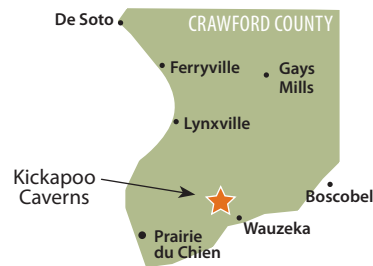 De Soto
CRAWFORD COUNTY
Ferryville
Gays
Mills
Lynxville
Kickapoo
Caverns
Boscobel
Wauzeka
Prairie
du Chien